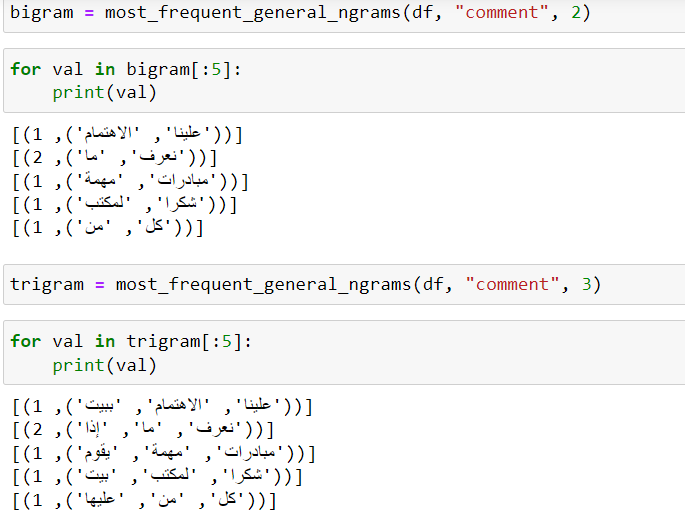 bigram = most_frequent_general_ngrams(df, "comment", 2)
for val in bigram[:5]:
print(val)
[(('علينا', 'الاهتمام'), 1)]
[(('نعرف', 'ما'), 2)]
[(('مبادرات', 'مهمة'), 1)]
[(('شكرا', 'لمكتب'), 1)]
[(('كل', 'من'), 1)]
trigram = most_frequent_general_ngrams(df, "comment", 3)
for val in trigram[:5]:
print(val)
[(('علينا', 'الاهتمام', 'ببيت'), 1)]
[(('نعرف', 'ما', 'إذا'), 2)]
[(('مبادرات', 'مهمة', 'يقوم'), 1)]
[(('شكرا', 'لمكتب', 'بيت'), 1)]
[(('كل', 'من', 'عليها'), 1)]